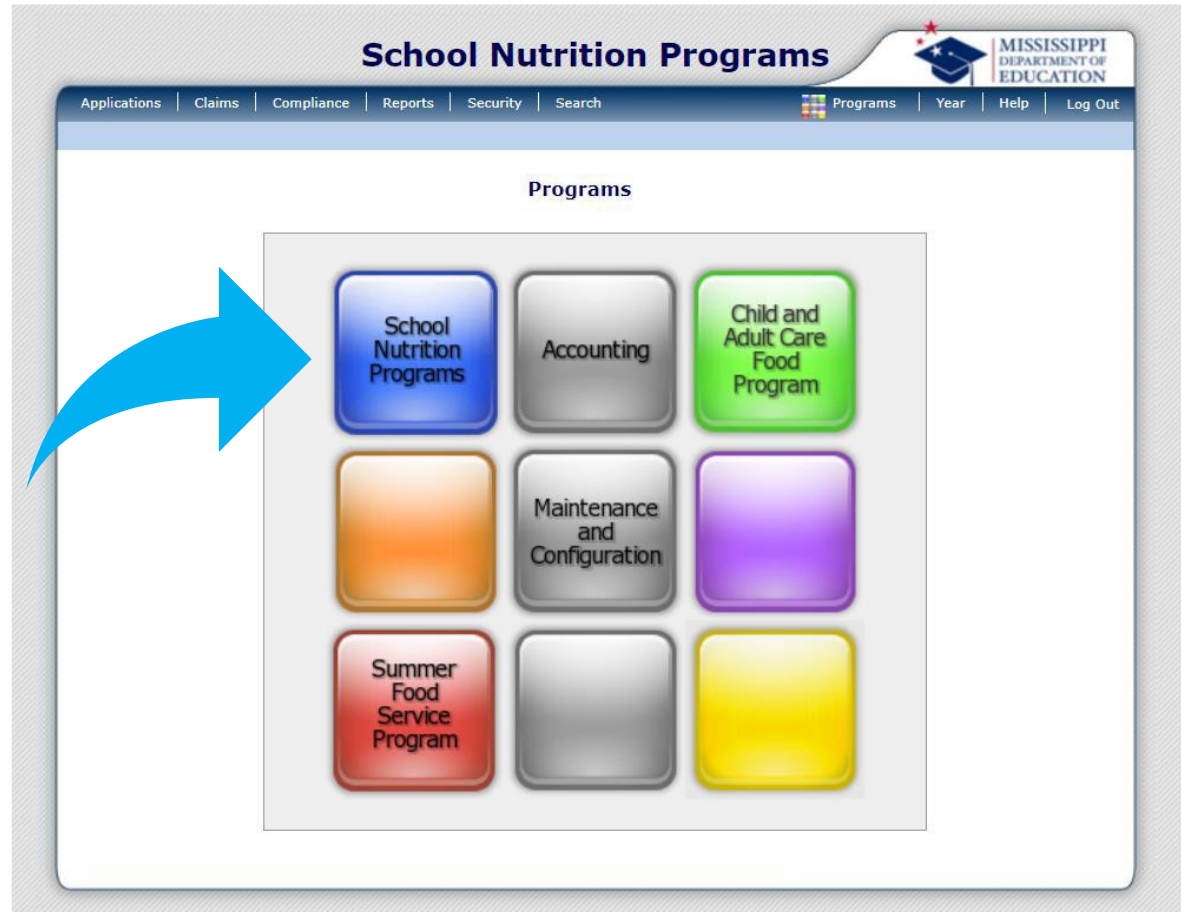 School Nutrition Programs
MISSISSIPPI
DEPARTMENT OF
EDUCATION
Applications | Claims | Compliance | Reports | Security | Search
Programs | Year | Help | Log Out
Programs
School
Nutrition
Programs
Accounting
Child and
Adult Care
Food
Program
Maintenance
and
Configuration
Summer
Food
Service
Program